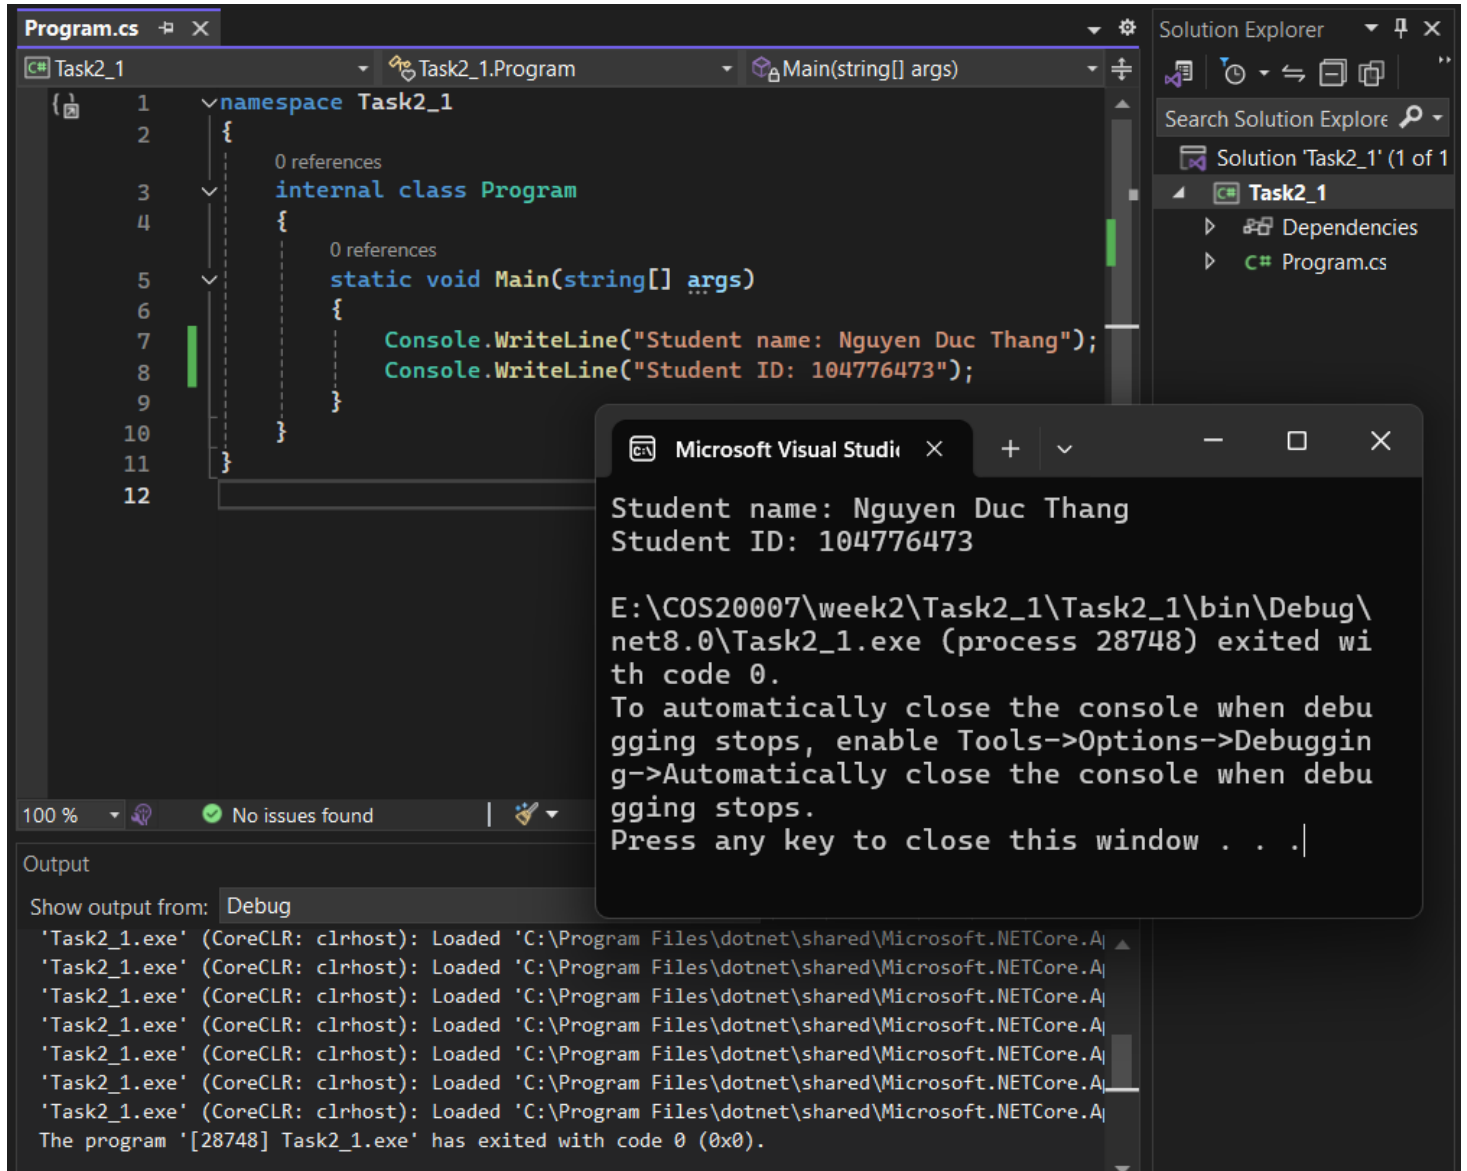 Program.cs
Task2_1
Task2_1.Program
Main(string[] args)
1 namespace Task2_1
2 {
0 references
3 internal class Program
4 {
0 references
5 static void Main(string[] args)
6 {
7 Console.WriteLine("Student name: Nguyen Duc Thang");
8 Console.WriteLine("Student ID: 104776473");
9 }
10 }
11 }
12
100 %
No issues found
Solution Explorer
Search Solution Explore
Solution 'Task2_1' (1 of 1
C# Task2_1
Dependencies
C# Program.cs
Microsoft Visual Studi
Student name: Nguyen Duc Thang
Student ID: 104776473
E:\COS20007\week2\Task2_1\Task2_1\bin\Debug\
net8.0\Task2_1.exe (process 28748) exited wi
th code 0.
To automatically close the console when debu
gging stops, enable Tools->Options->Debuggin
g->Automatically close the console when debu
gging stops.
Press any key to close this window . . .
Output
Show output from: Debug
'Task2_1.exe' (CoreCLR: clrhost): Loaded 'C:\Program Files\dotnet\shared\Microsoft.NETCore.A
'Task2_1.exe' (CoreCLR: clrhost): Loaded 'C:\Program Files\dotnet\shared\Microsoft.NETCore.A
'Task2_1.exe' (CoreCLR: clrhost): Loaded 'C:\Program Files\dotnet\shared\Microsoft.NETCore.A
'Task2_1.exe' (CoreCLR: clrhost): Loaded 'C:\Program Files\dotnet\shared\Microsoft.NETCore.A
'Task2_1.exe' (CoreCLR: clrhost): Loaded 'C:\Program Files\dotnet\shared\Microsoft.NETCore.A
'Task2_1.exe' (CoreCLR: clrhost): Loaded 'C:\Program Files\dotnet\shared\Microsoft.NETCore.A
'Task2_1.exe' (CoreCLR: clrhost): Loaded 'C:\Program Files\dotnet\shared\Microsoft.NETCore.A
The program '[28748] Task2_1.exe' has exited with code 0 (0x0).